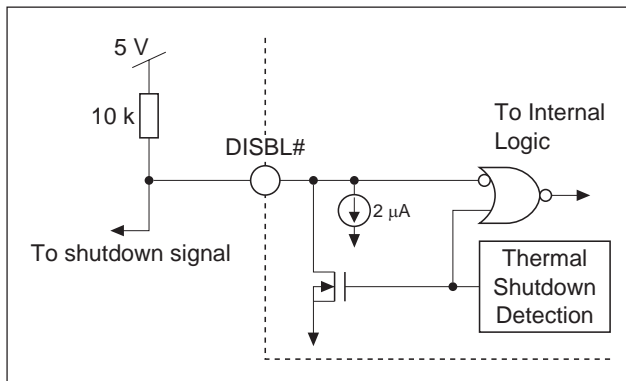 5 V
10 k
DISBL#
To shutdown signal
2 μA
To Internal
Logic
Thermal
Shutdown
Detection